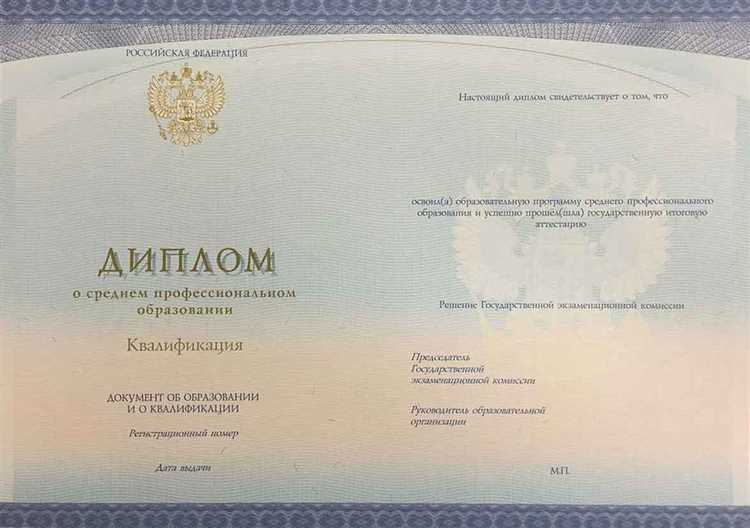 РОССИЙСКАЯ ФЕДЕРАЦИЯ
ДИПЛОМ
о среднем профессиональном
образовании
Квалификация
ДОКУМЕНТ ОБ ОБРАЗОВАНИИ
И О КВАЛИФИКАЦИИ
Регистрационный номер
Дата выдачи
Настоящий диплом свидетельствует о том, что
освоил(а) образовательную программу среднего профессионального
образования и успешно прошёл(шла) государственную итоговую
аттестацию
Решение Государственной экзаменационной комиссии
Председатель
Государственной
экзаменационной комиссии
Руководитель образовательной
организации
М.П.